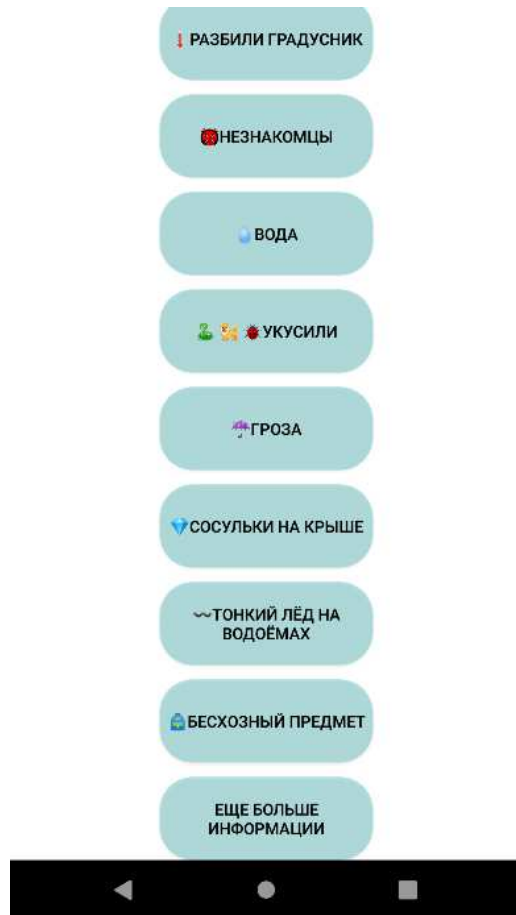 РАЗБИЛИ ГРАДУСНИК
НЕЗНАКОМЦЫ
ВОДА
УКУСИЛИ
ГРОЗА
СОСУЛЬКИ НА КРЫШЕ
ТОНКИЙ ЛЁД НА
ВОДОЁМАХ
БЕСХОЗНЫЙ ПРЕДМЕТ
ЕЩЕ БОЛЬШЕ
ИНФОРМАЦИИ